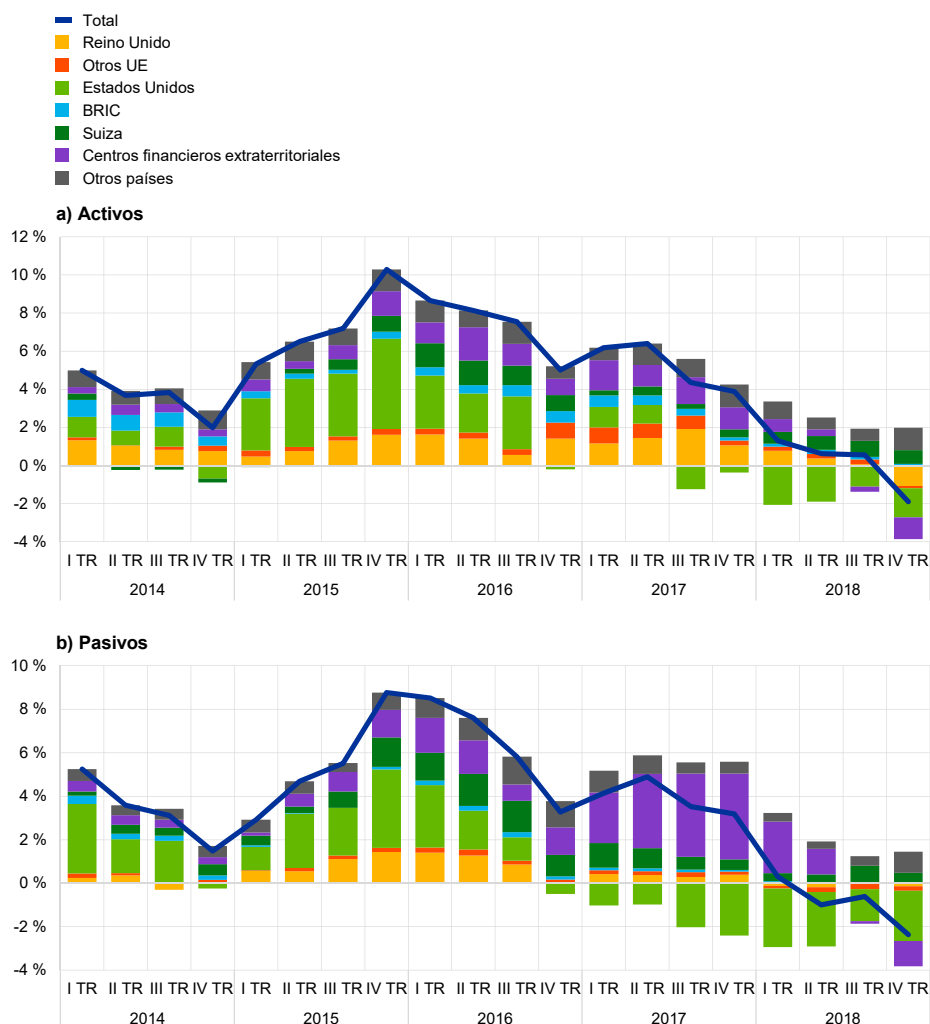 Total
Reino Unido
Otros UE
Estados Unidos
BRIC
Suiza
Centros financieros extraterritoriales
Otros países
a) Activos
12 %
10 %
8 %
6 %
4 %
2 %
0 %
-2 %
-4 %
I TR II TR III TR IV TR I TR II TR III TR IV TR I TR II TR III TR IV TR I TR II TR III TR IV TR I TR II TR III TR IV TR
2014 2015 2016 2017 2018
b) Pasivos
10 %
8 %
6 %
4 %
2 %
0 %
-2 %
-4 %
I TR II TR III TR IV TR I TR II TR III TR IV TR I TR II TR III TR IV TR I TR II TR III TR IV TR I TR II TR III TR IV TR
2014 2015 2016 2017 2018